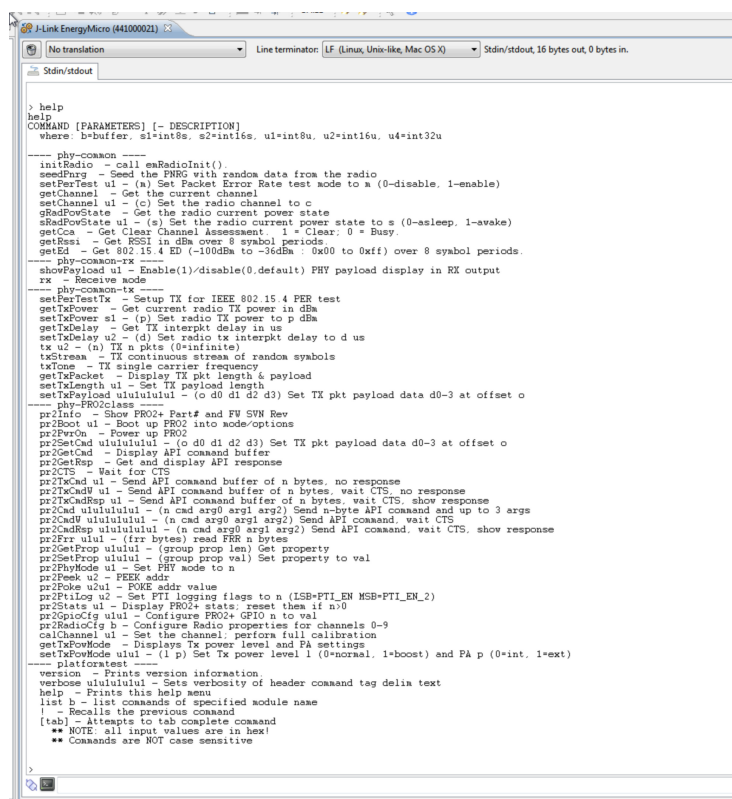 J-Link EnergyMicro (441000021)
No translation Line terminator: LF (Linux, Unix-like, Mac OS X) Stdin/stdout, 16 bytes out, 0 bytes in.
Stdin/stdout
> help
help
COMMAND [PARAMETERS] [- DESCRIPTION]
where: b=buffer, s1=int8s, s2=int16s, u1=int8u, u2=int16u, u4=int32u
---- phy-common ----
initRadio - call emRadioInit().
seedPnrg - Seed the PNRG with random data from the radio
setPerTest u1 - (m) Set Packet Error Rate test mode to m (0-disable, 1-enable)
getChannel - Get the current channel
setChannel u1 - (c) Set the radio channel to c
gRadPowState - Get the radio current power state
sRadPowState u1 - (s) Set the radio current power state to s (0-asleep, 1-awake)
getCca - Get Clear Channel Assessment. 1 = Clear; 0 = Busy.
getRssi - Get RSSI in dBm over 8 symbol periods.
getEd - Get 802.15.4 ED (-100dBm to -36dBm : 0x00 to 0xff) over 8 symbol periods.
---- phy-common-rx ----
showPayload u1 - Enable(1)/disable(0,default) PHY payload display in RX output
rx - Receive mode
---- phy-common-tx ----
setPerTestTx - Setup TX for IEEE 802.15.4 PER test
getTxPower - Get current radio TX power in dBm
setTxPower s1 - (p) Set radio TX power to p dBm
getTxDelay - Get TX interpkt delay in us
setTxDelay u2 - (d) Set radio tx interpkt delay to d us
tx u2 - (n) TX n pkts (0=infinite)
txStream - TX continuous stream of random symbols
txTone - TX single carrier frequency
getTxPacket - Display TX pkt length & payload
setTxLength u1 - Set TX payload length
setTxPayload u1u1u1u1u1 - (o d0 d1 d2 d3) Set TX pkt payload data d0-3 at offset o
---- phy-PRO2class ----
pr2Info - Show PRO2+ Part# and FW SVN Rev
pr2Boot u1 - Boot up PRO2 into mode/options
pr2PwrOn - Power up PRO2
pr2SetCmd u1u1u1u1u1 - (o d0 d1 d2 d3) Set TX pkt payload data d0-3 at offset o
pr2GetCmd - Display API command buffer
pr2GetRsp - Get and display API response
pr2CTS - Wait for CTS
pr2TxCmd u1 - Send API command buffer of n bytes, no response
pr2TxCmdW u1 - Send API command buffer of n bytes, wait CTS, no response
pr2TxCmdRsp u1 - Send API command buffer of n bytes, wait CTS, show response
pr2Cmd u1u1u1u1u1 - (n cmd arg0 arg1 arg2) Send n-byte API command and up to 3 args
pr2CmdW u1u1u1u1u1 - (n cmd arg0 arg1 arg2) Send API command, wait CTS
pr2CmdRsp u1u1u1u1u1 - (n cmd arg0 arg1 arg2) Send API command, wait CTS, show response
pr2Frr u1u1 - (frr bytes) read FRR n bytes
pr2GetProp u1u1u1 - (group prop len) Get property
pr2SetProp u1u1u1 - (group prop val) Set property to val
pr2PhyMode u1 - Set PHY mode to n
pr2Peek u2 - PEEK addr
pr2Poke u2u1 - POKE addr value
pr2PtiLog u2 - Set PTI logging flags to n (LSB=PTI_EN MSB=PTI_EN_2)
pr2Stats u1 - Display PRO2+ stats; reset them if n>0
pr2GpioCfg u1u1 - Configure PRO2+ GPIO n to val
pr2RadioCfg b - Configure Radio properties for channels 0-9
calChannel u1 - Set the channel; perform full calibration
getTxPowMode - Displays Tx power level and PA settings
setTxPowMode u1u1 - (l p) Set Tx power level l (0=normal, 1=boost) and PA p (0=int, 1=ext)
---- platformtest ----
version - Prints version information.
verbose u1u1u1u1u1 - Sets verbosity of header command tag delim text
help - Prints this help menu
list b - list commands of specified module name
! - Recalls the previous command
[tab] - Attempts to tab complete command
** NOTE: all input values are in hex!
** Commands are NOT case sensitive
>